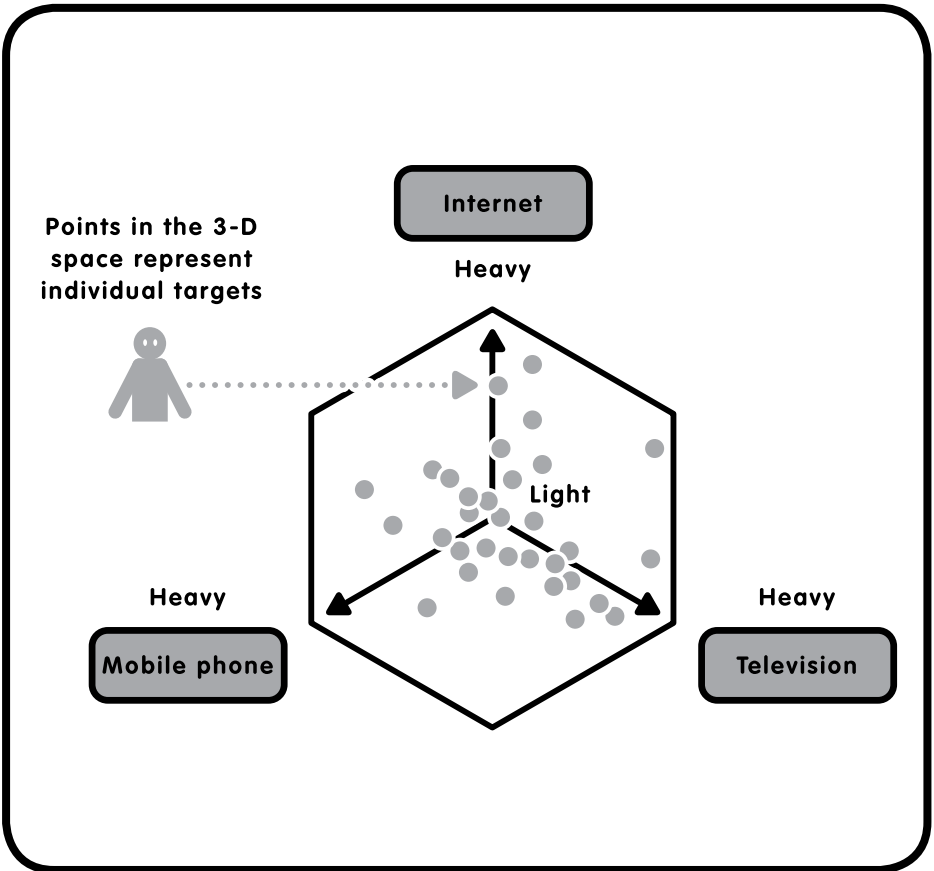 Internet
Heavy
Points in the 3-D
space represent
individual targets
Light
Heavy
Mobile phone
Heavy
Television